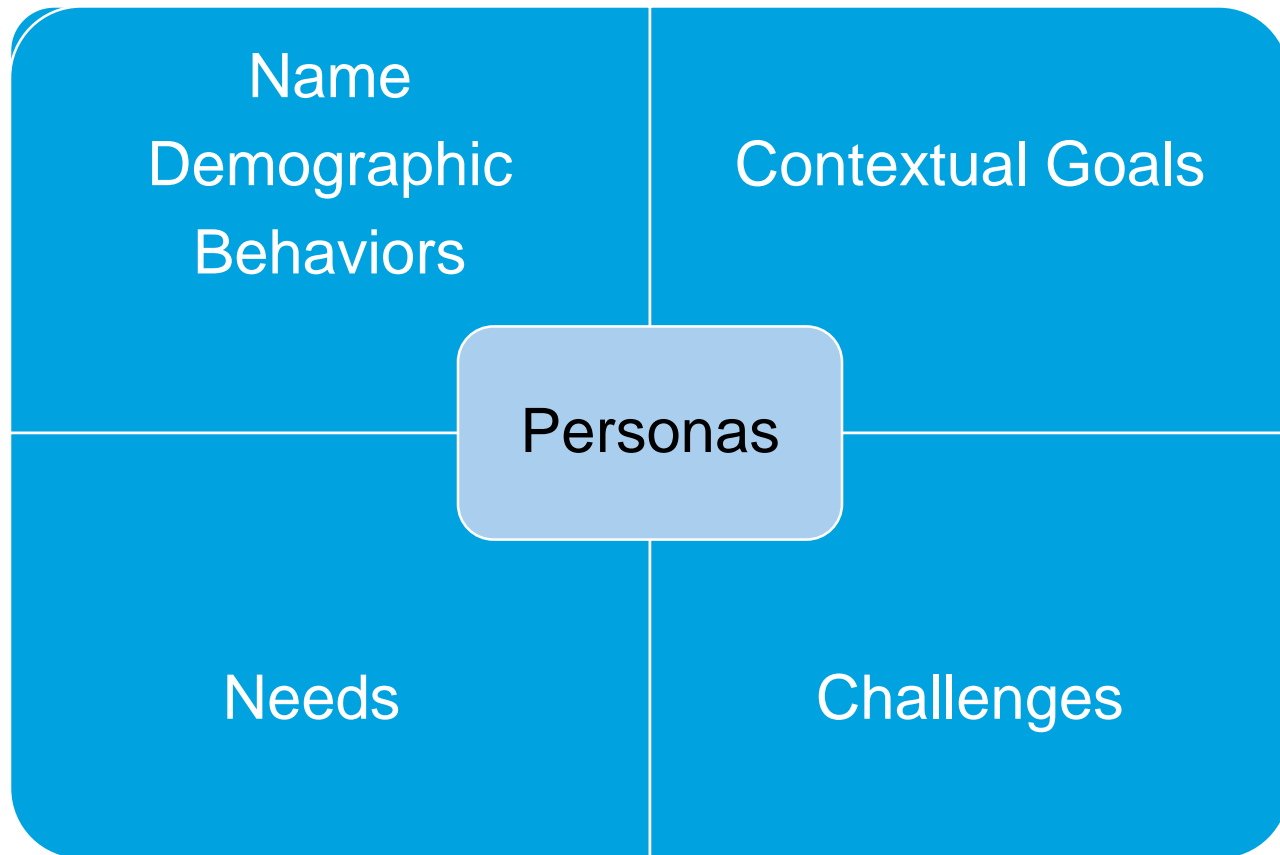 Name
Demographic
Behaviors
Contextual Goals
Personas
Needs
Challenges